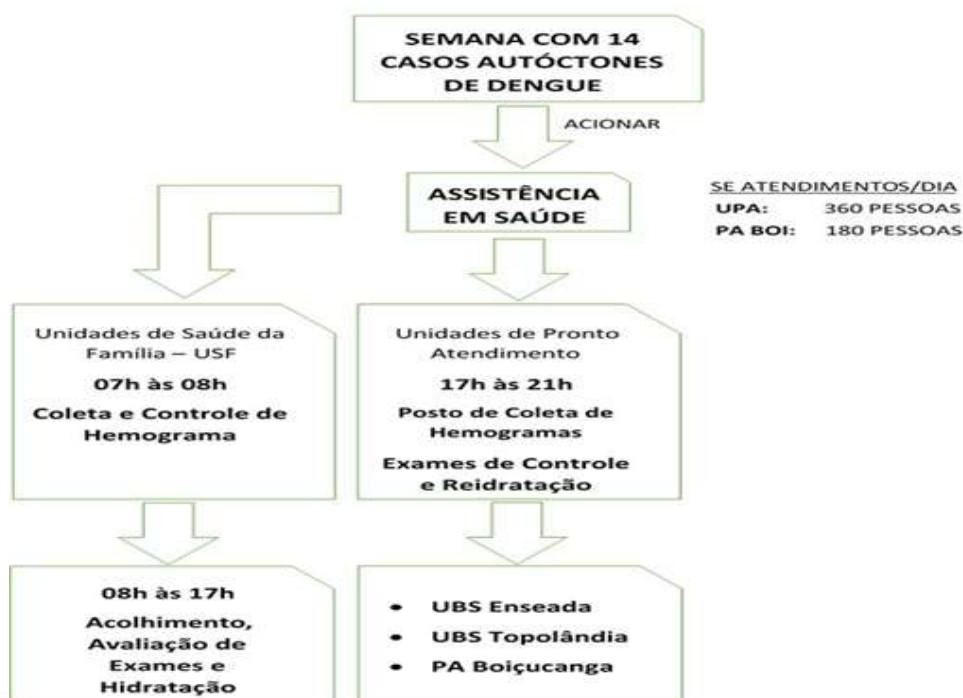 SEMANA COM 14
CASOS AUTÓCTONES
DE DENGUE
ACIONAR
ASSISTÊNCIA
EM SAÚDE
SE ATENDIMENTOS/DIA
UPA: 360 PESSOAS
PA BOI: 180 PESSOAS
Unidades de Saúde da
Família – USF
07h às 08h
Coleta e Controle de
Hemograma
Unidades de Pronto
Atendimento
17h às 21h
Posto de Coleta de
Hemogramas
Exames de Controle
e Reidratação
08h às 17h
Acolhimento,
Avaliação de
Exames e
Hidratação
• UBS Enseada
• UBS Topolândia
• PA Boiçucanga